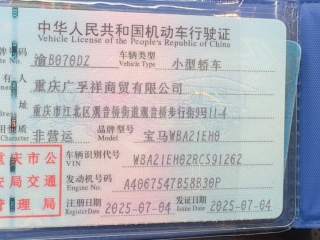 中华人民共和国机动车行驶证
Vehicle License of the People's Republic of China
渝B070DZ 车辆类型 Vehicle Type 小型轿车
重庆广孚祥商贸有限公司
重庆市江北区观音桥街道观音桥步行街9号11-4
非营运 品牌型号 宝马WBA21EH0
车辆识别代号 VIN WBA21EH02RCS91262
发动机号码 Engine No. A4067547B58B30P
注册日期 Register Date 2025-07-04 发证日期 Issue Date 2025-07-04
重庆市公
安局交通
管理局